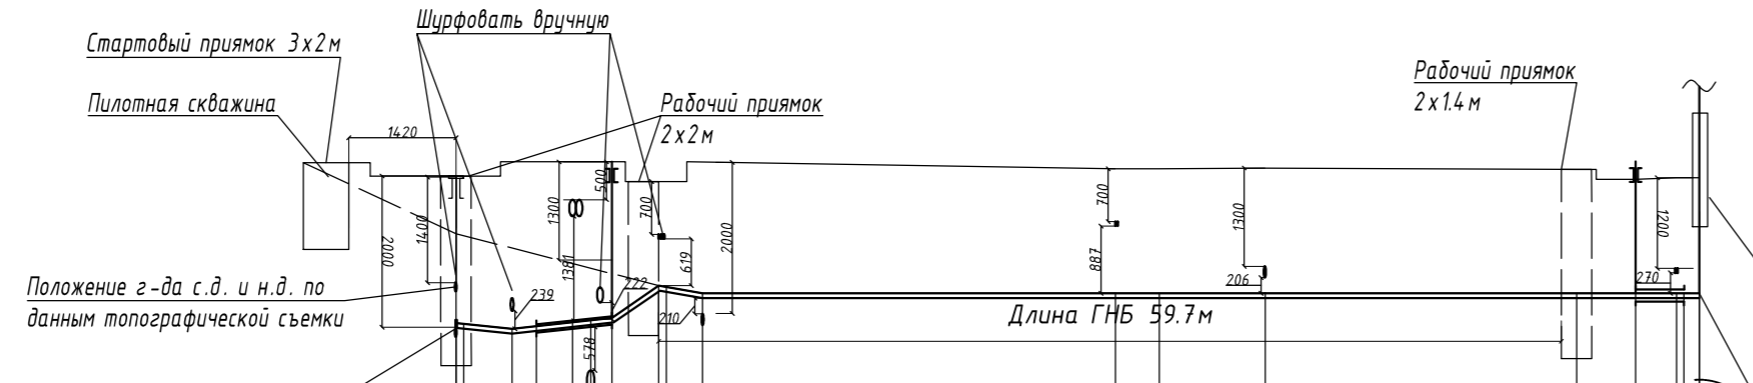 Шурфовать вручную
Стартовый приямок 3х2м
Пилотная скважина
Рабочий приямок
2х2м
Рабочий приямок
2х1.4м
1420
2000
1400
1300
500
1381
239
222
578
700
619
210
2000
700
887
1300
206
1200
270
Положение г-да с.д. и н.д. по
данным топографической съемки
Длина ГНБ 59.7м